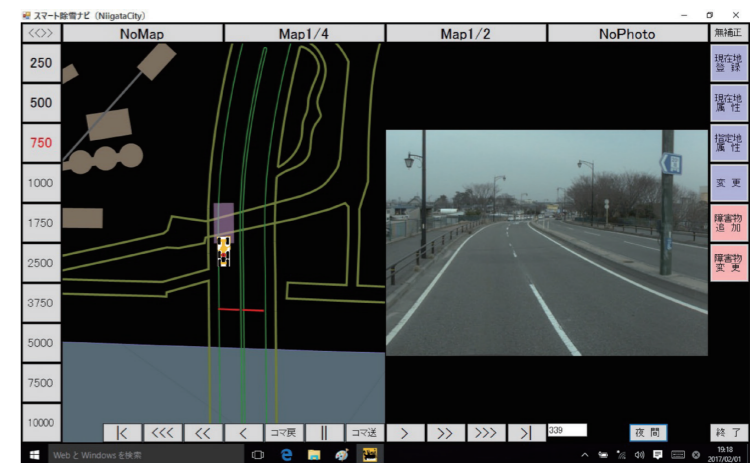 スマート除雪ナビ（NiigataCity）
<<>>
NoMap
Map1/4
Map1/2
NoPhoto
無補正
250
500
750
1000
1750
2500
3750
5000
7500
10000
現在地
登 録
現在地
属 性
指定地
属 性
変 更
障害物
追 加
障害物
変 更
|<
<<<
<<
<
コマ戻
||
コマ送
>
>>
>>>
>|
339
夜 間
終 了
Web と Windows を検索
19:18
2017/02/01